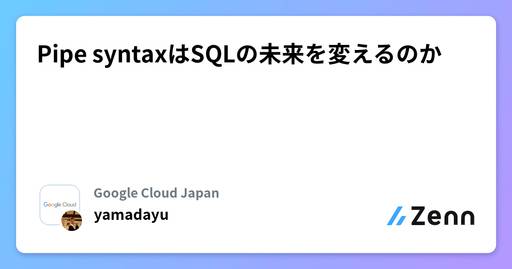 Pipe syntaxはSQLの未来を変えるのか
Google Cloud
Google Cloud Japan
yamadayu
Zenn